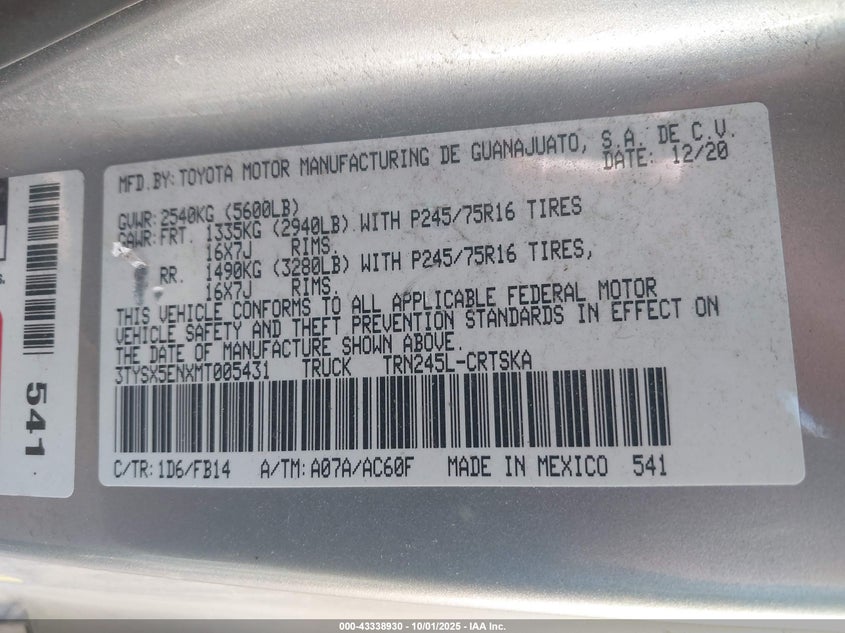 MFD.BY:TOYOTA MOTOR MANUFACTURING DE GUANAJUATO, S.A. DE C.V.
DATE: 12/20
GVWR:2540KG (5600LB)
GAWR:FRT. 1335KG (2940LB) WITH P245/75R16 TIRES
16X7J RIMS.
RR. 1490KG (3280LB) WITH P245/75R16 TIRES,
16X7J RIMS.
THIS VEHICLE CONFORMS TO ALL APPLICABLE FEDERAL MOTOR
VEHICLE SAFETY AND THEFT PREVENTION STANDARDS IN EFFECT ON
THE DATE OF MANUFACTURE SHOWN ABOVE.
3TYSX5ENXMT005431 TRUCK TRN245L-CRTSKA
C/TR:1D6/FB14 A/TM:A07A/AC60F MADE IN MEXICO 541
541
000-43338930 - 10/01/2025 - IAA Inc.